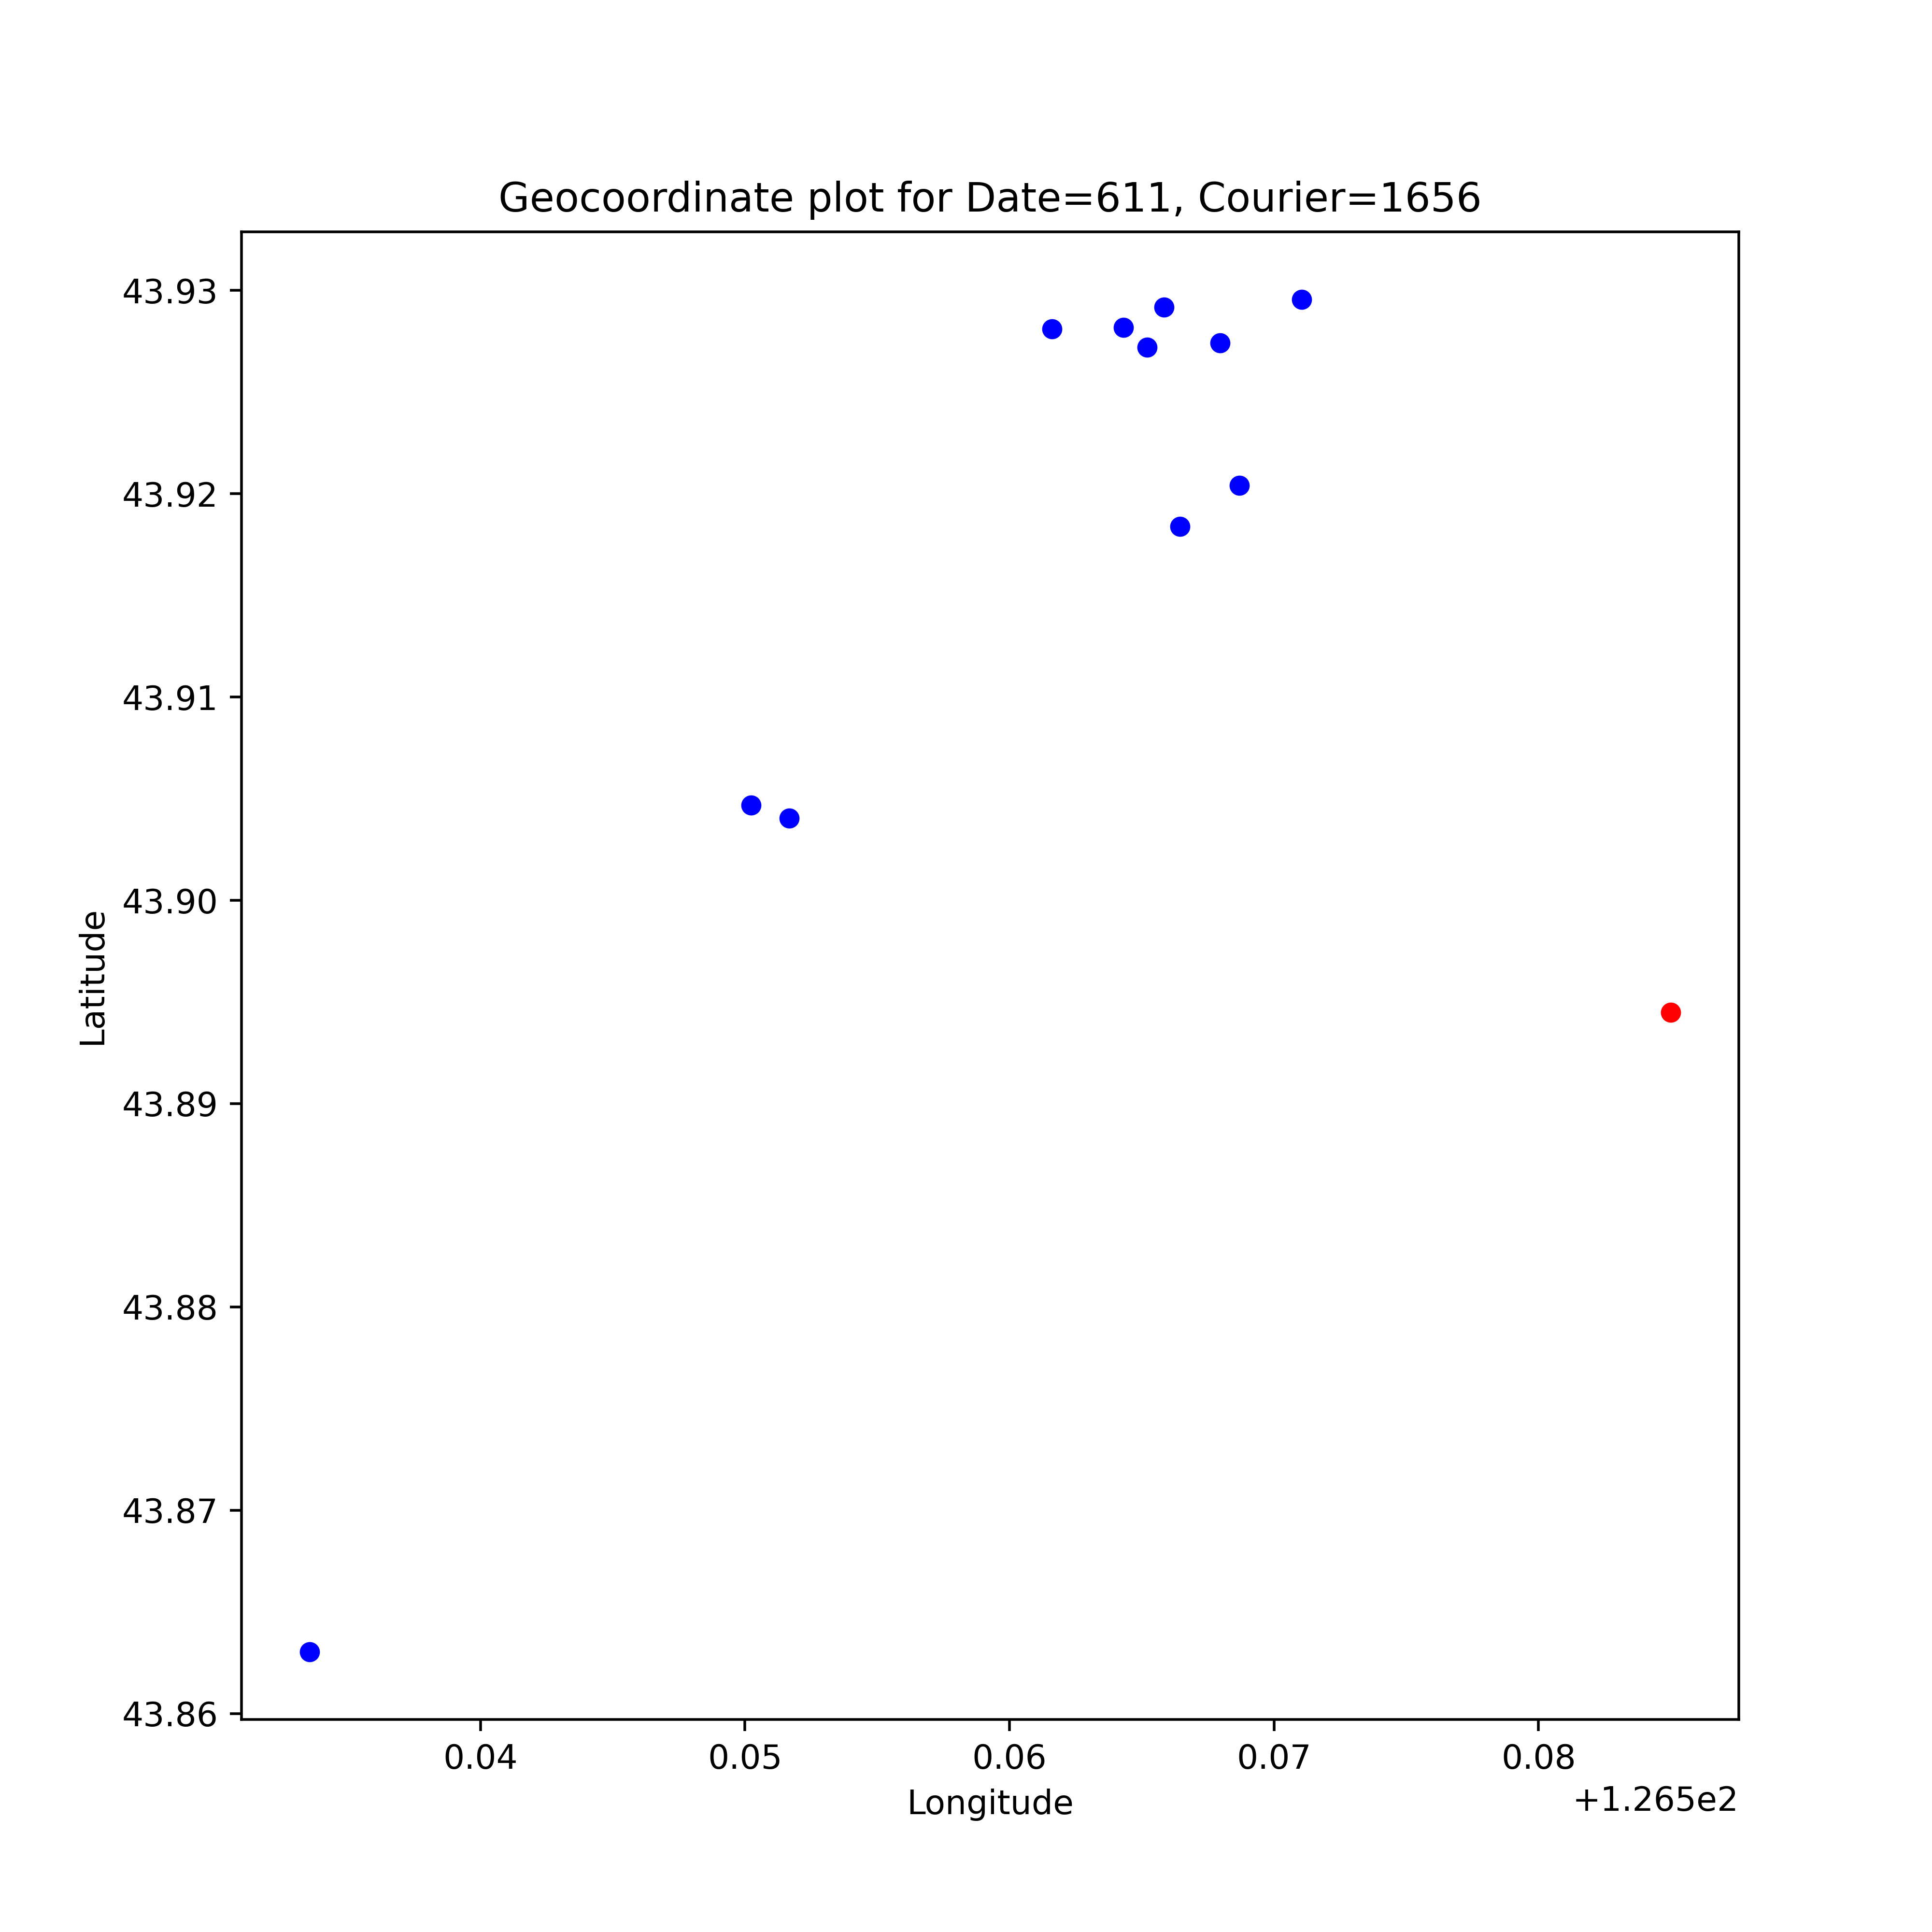 Geocoordinate plot for Date=611, Courier=1656
43.93
43.92
43.91
43.90
43.89
43.88
43.87
43.86
Latitude
0.04 0.05 0.06 0.07 0.08
+1.265e2
Longitude